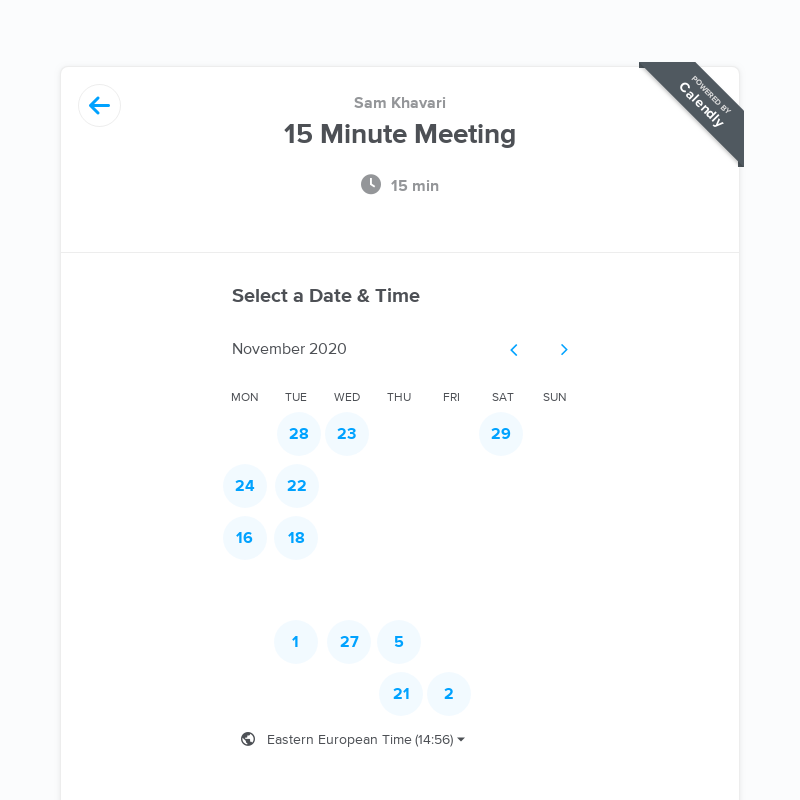 POWERED BY
Calendly
Sam Khavari
15 Minute Meeting
15 min
Select a Date & Time
November 2020
MON TUE WED THU FRI SAT SUN
28 23 29
24 22
16 18
1 27 5
21 2
Eastern European Time (14:56)